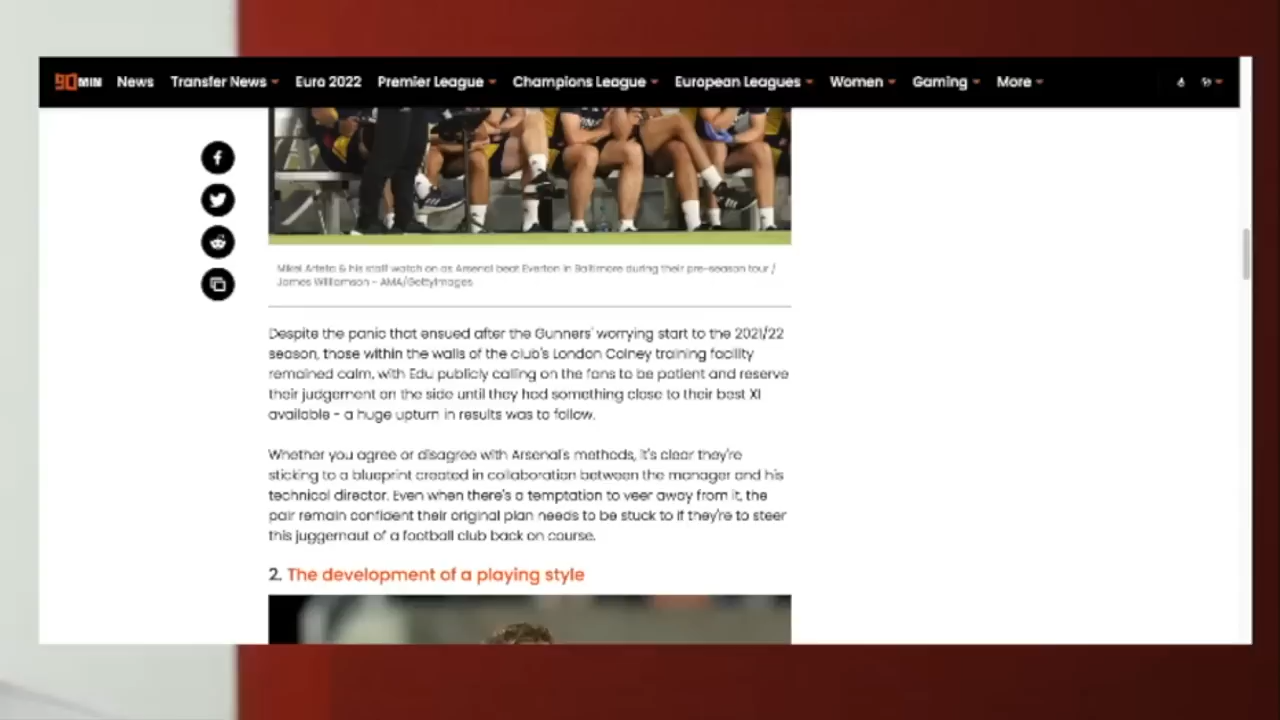 90MIN News Transfer News Euro 2022 Premier League Champions League European Leagues Women Gaming More
Mikel Arteta & his staff watch on as Arsenal beat Everton in Baltimore during their pre-season tour /
James Williamson - AMA/GettyImages
Despite the panic that ensued after the Gunners' worrying start to the 2021/22
season, those within the walls of the club's London Colney training facility
remained calm, with Edu publicly calling on the fans to be patient and reserve
their judgement on the side until they had something close to their best XI
available - a huge upturn in results was to follow.
Whether you agree or disagree with Arsenal's methods, it's clear they're
sticking to a blueprint created in collaboration between the manager and his
technical director. Even when there's a temptation to veer away from it, the
pair remain confident their original plan needs to be stuck to if they're to steer
this juggernaut of a football club back on course.
2. The development of a playing style